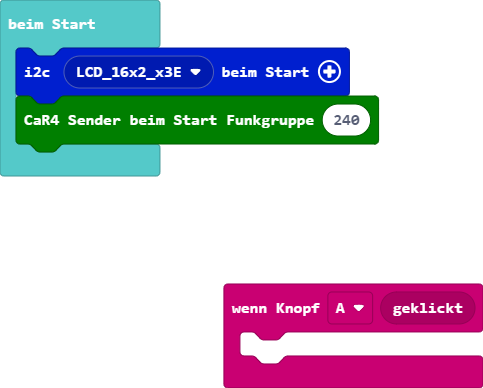 beim Start
i2c LCD_16x2_x3E beim Start
CaR4 Sender beim Start Funkgruppe 240
wenn Knopf A geklickt